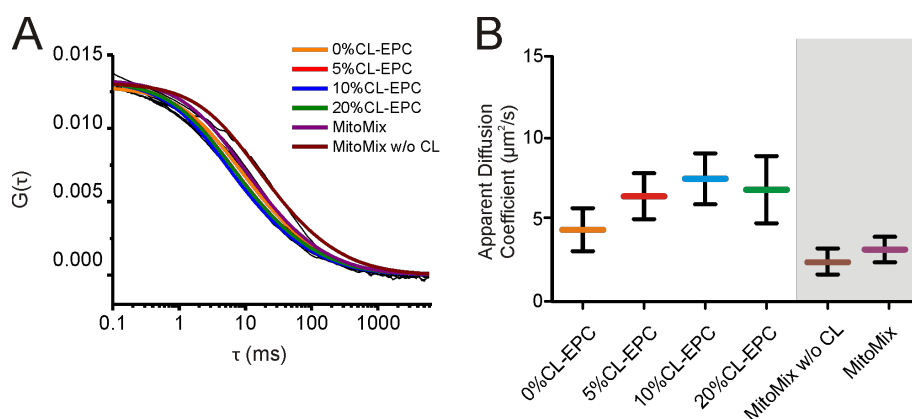 A
0.015
0.010
0.005
0.000
G(τ)
0.1
1
10
100
1000
τ (ms)
0%CL-EPC
5%CL-EPC
10%CL-EPC
20%CL-EPC
MitoMix
MitoMix w/o CL
B
15
10
5
0
Apparent Diffusion
Coefficient (µm²/s)
0%CL-EPC
5%CL-EPC
10%CL-EPC
20%CL-EPC
MitoMix w/o CL
MitoMix